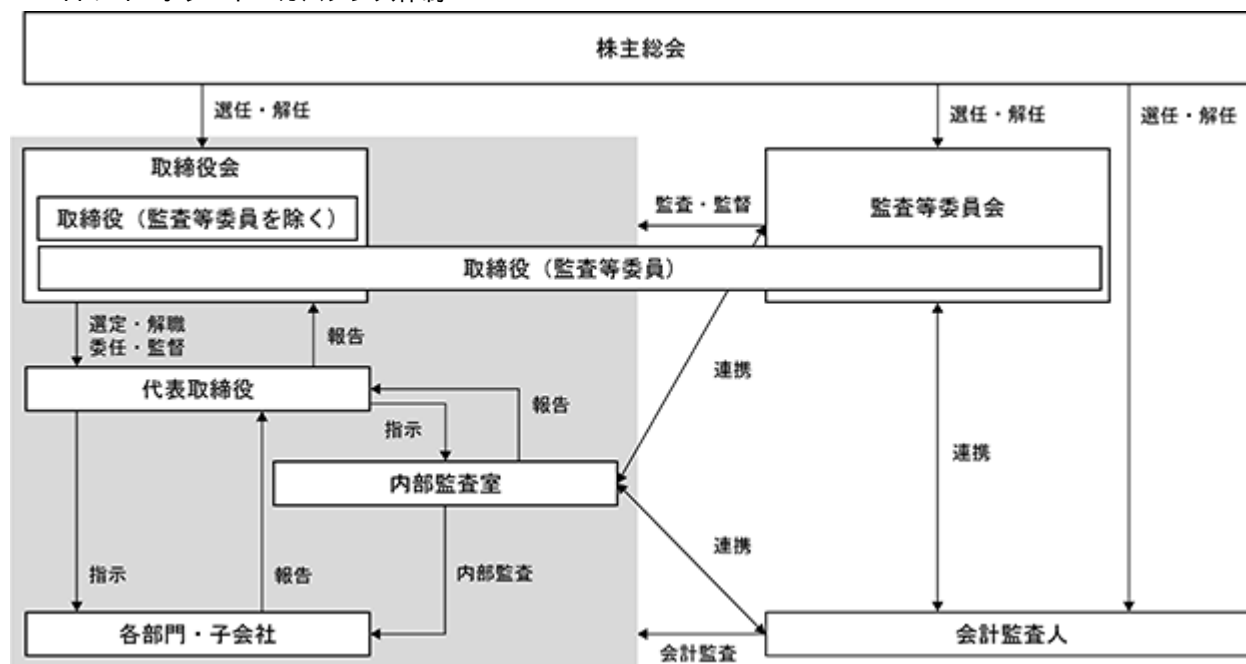 株主総会
選任・解任
選任・解任
選任・解任
取締役会
取締役（監査等委員を除く）
監査・監督
監査等委員会
取締役（監査等委員）
選定・解職
委任・監督
報告
代表取締役
指示
報告
連携
内部監査室
連携
指示
報告
内部監査
連携
各部門・子会社
会計監査
会計監査人